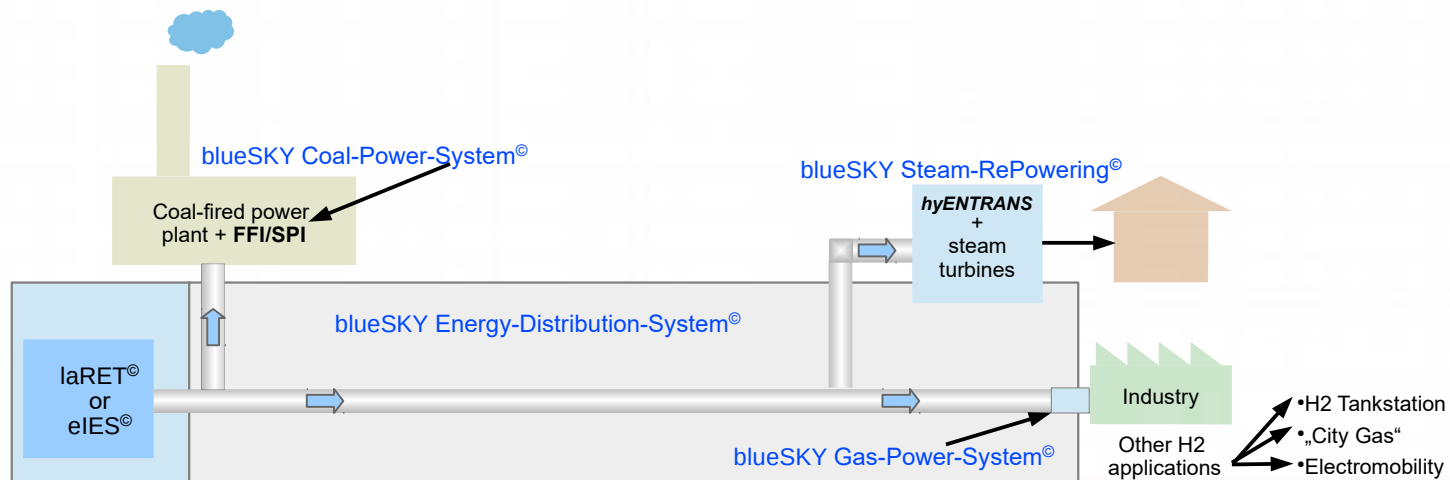 blueSKY Coal-Power-System©
Coal-fired power
plant + FFI/SPI
blueSKY Steam-RePowering©
hyENTRANS
+
steam
turbines
blueSKY Energy-Distribution-System©
laRET©
or
eIES©
Industry
blueSKY Gas-Power-System©
Other H2
applications
•H2 Tankstation
•„City Gas“
•Electromobility